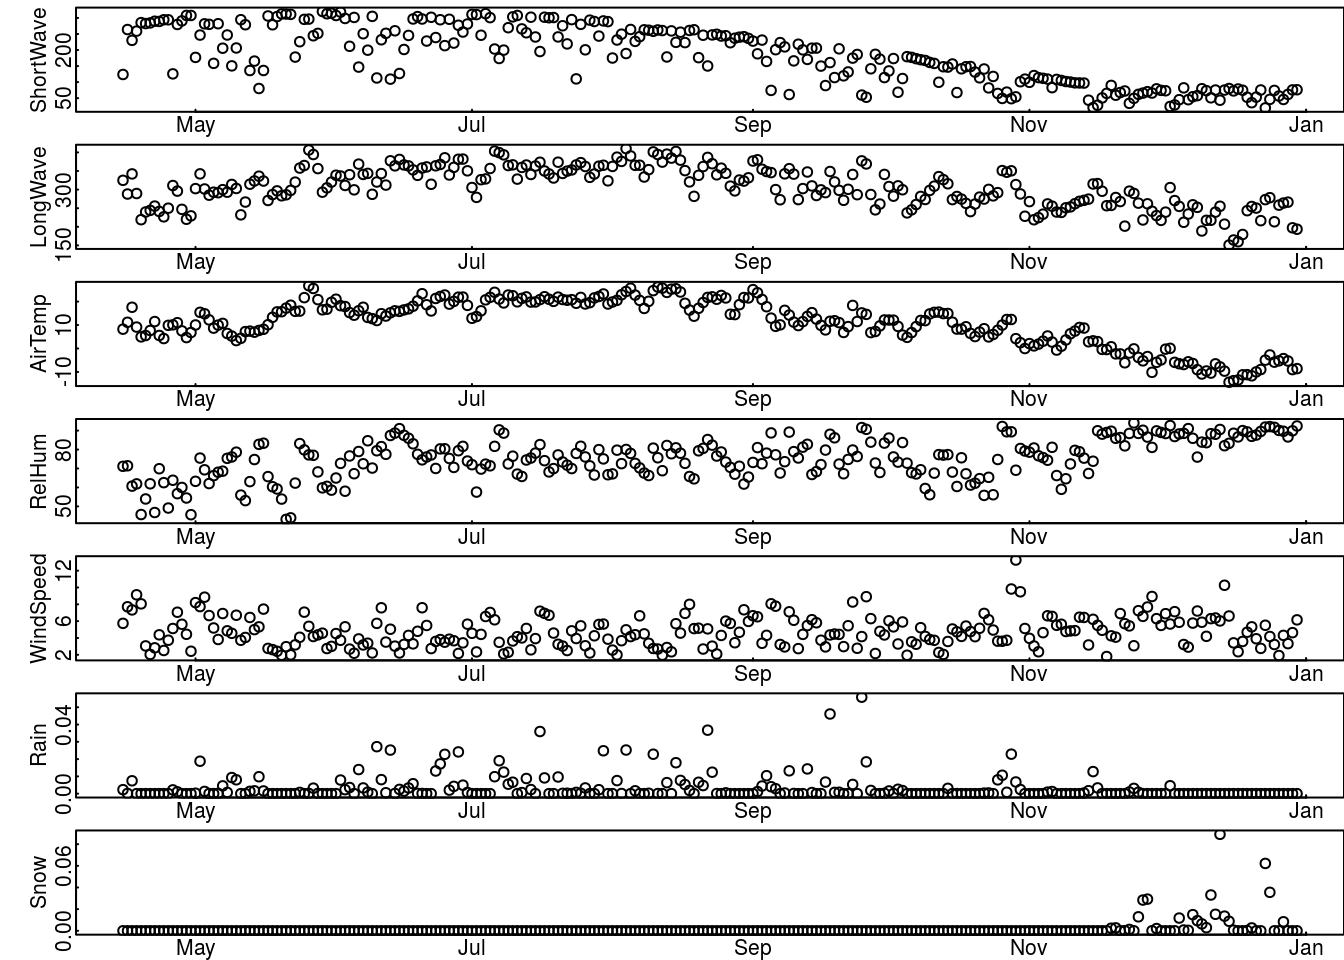 ShortWave
50 200
May Jul Sep Nov Jan
LongWave
150 300
May Jul Sep Nov Jan
AirTemp
-10 10
May Jul Sep Nov Jan
RelHum
50 80
May Jul Sep Nov Jan
WindSpeed
2 6 12
May Jul Sep Nov Jan
Rain
0.00 0.04
May Jul Sep Nov Jan
Snow
0.00 0.06
May Jul Sep Nov Jan